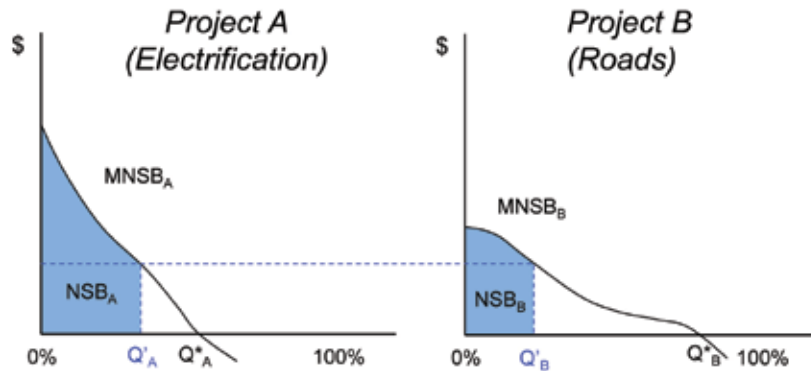 Project A
(Electrification)
$
MNSB_A
NSB_A
0%
Q'_A
Q*_A
100%
Project B
(Roads)
$
MNSB_B
NSB_B
0%
Q'_B
Q*_B
100%